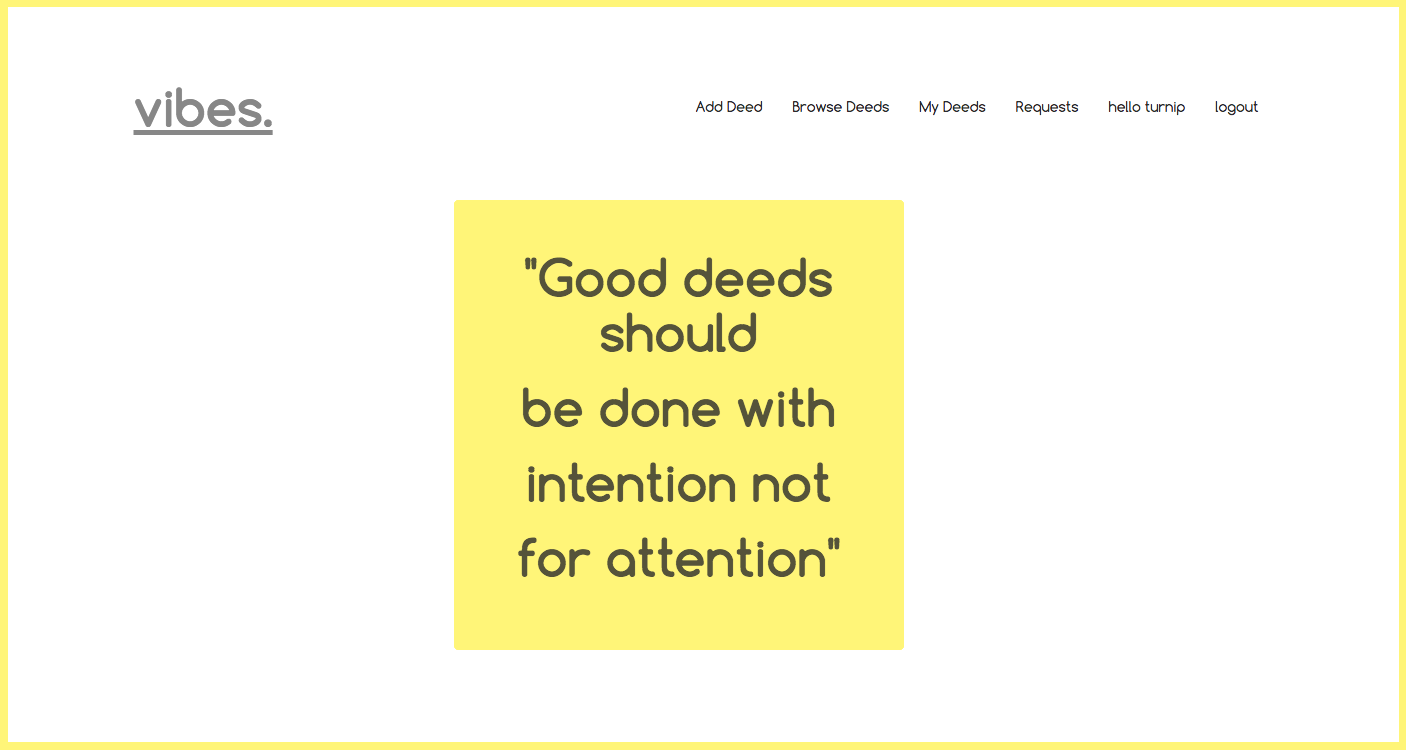 vibes.
Add Deed Browse Deeds My Deeds Requests hello turnip logout
"Good deeds
should
be done with
intention not
for attention"